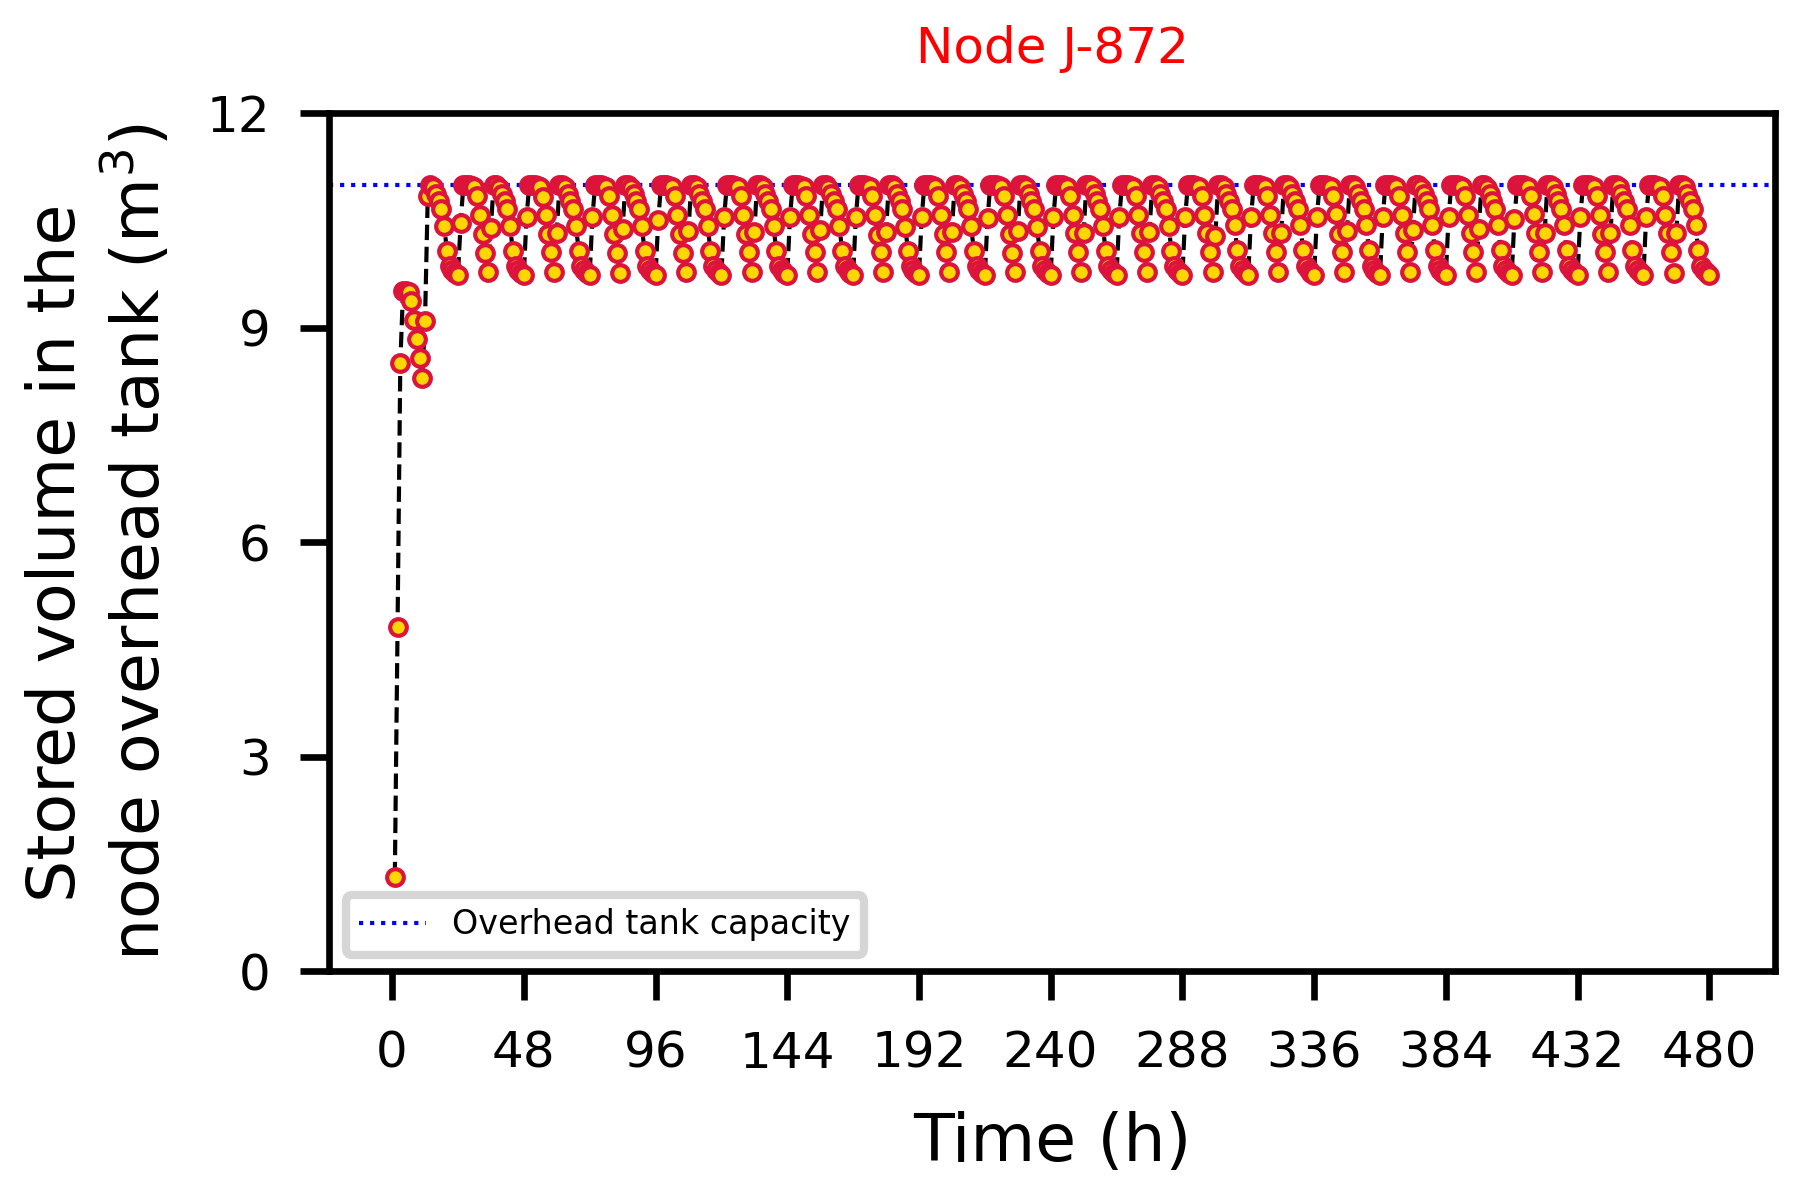 Node J-872
Stored volume in the
node overhead tank (m³)
12
9
6
3
0
Overhead tank capacity
0 48 96 144 192 240 288 336 384 432 480
Time (h)